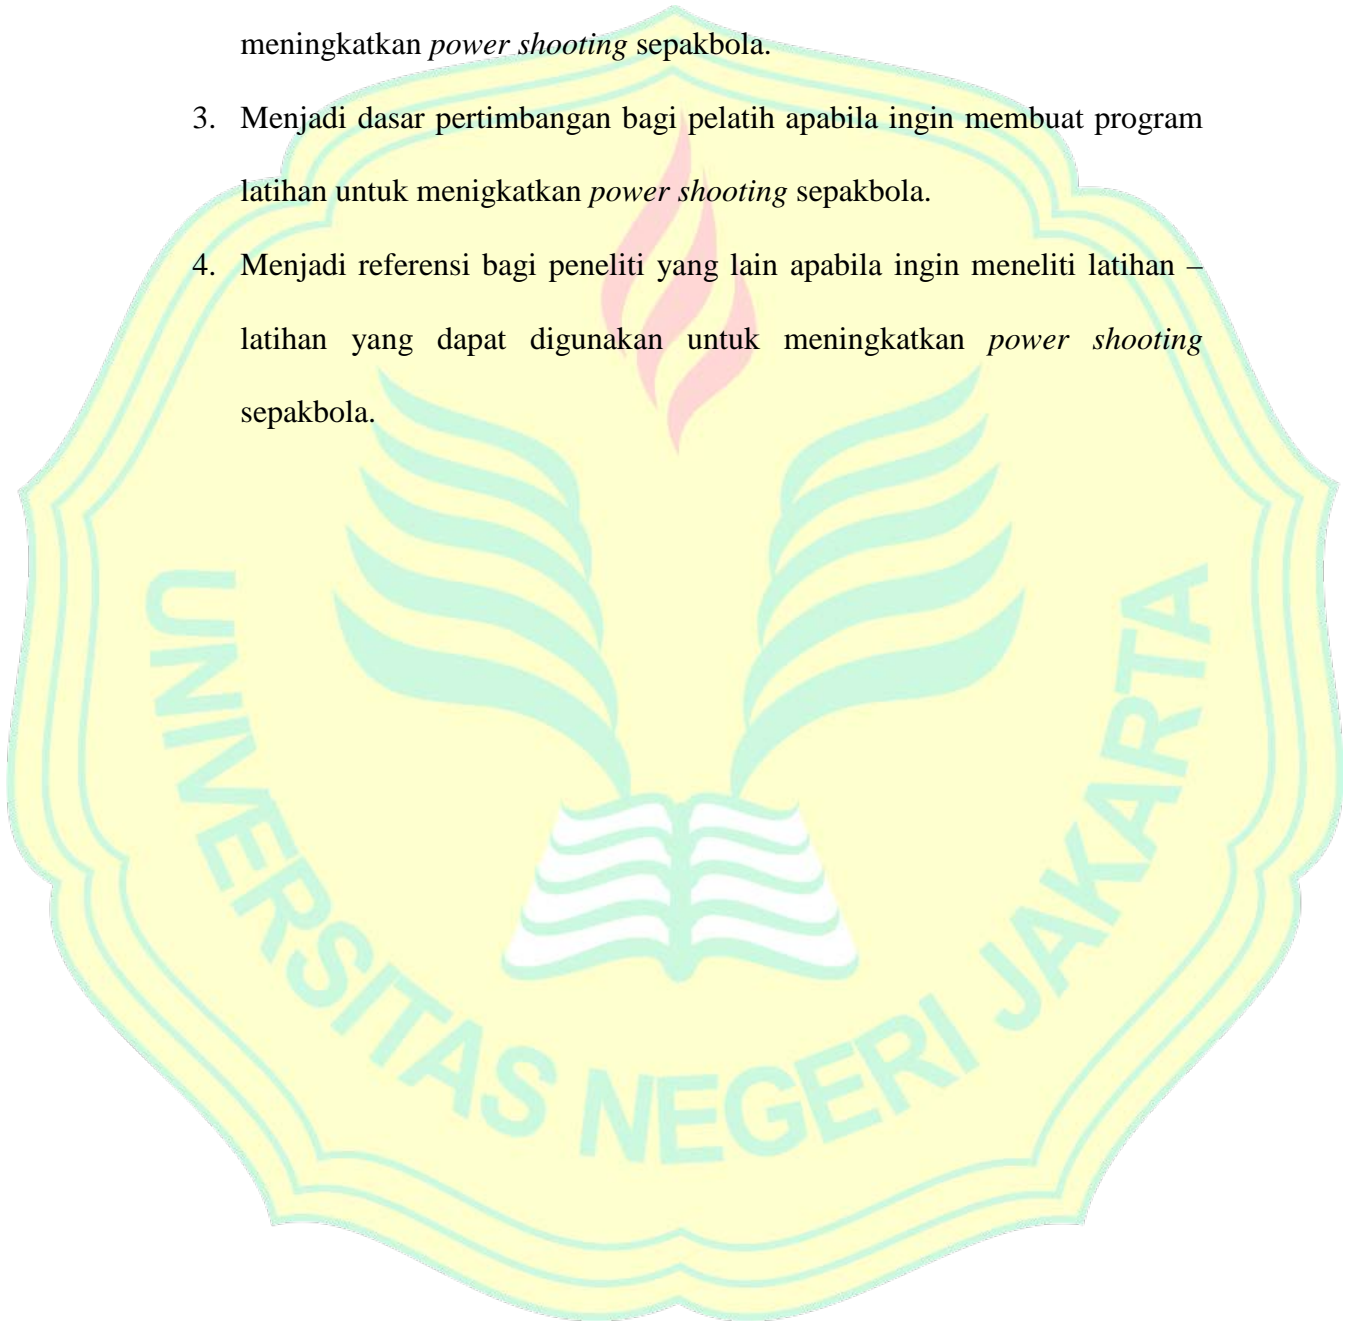 meningkatkan power shooting sepakbola.
3. Menjadi dasar pertimbangan bagi pelatih apabila ingin membuat program
latihan untuk menigkatkan power shooting sepakbola.
4. Menjadi referensi bagi peneliti yang lain apabila ingin meneliti latihan –
latihan yang dapat digunakan untuk meningkatkan power shooting
sepakbola.
UNIVERSITAS NEGERI JAKARTA